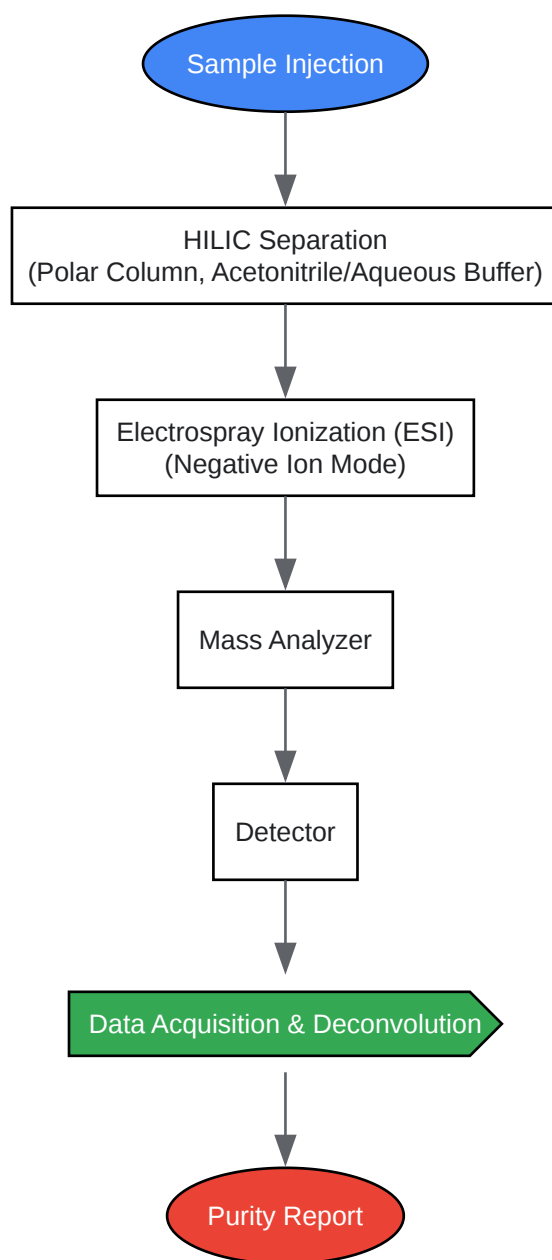 Sample Injection
HILIC Separation
(Polar Column, Acetonitrile/Aqueous Buffer)
Electrospray Ionization (ESI)
(Negative Ion Mode)
Mass Analyzer
Detector
Data Acquisition & Deconvolution
Purity Report